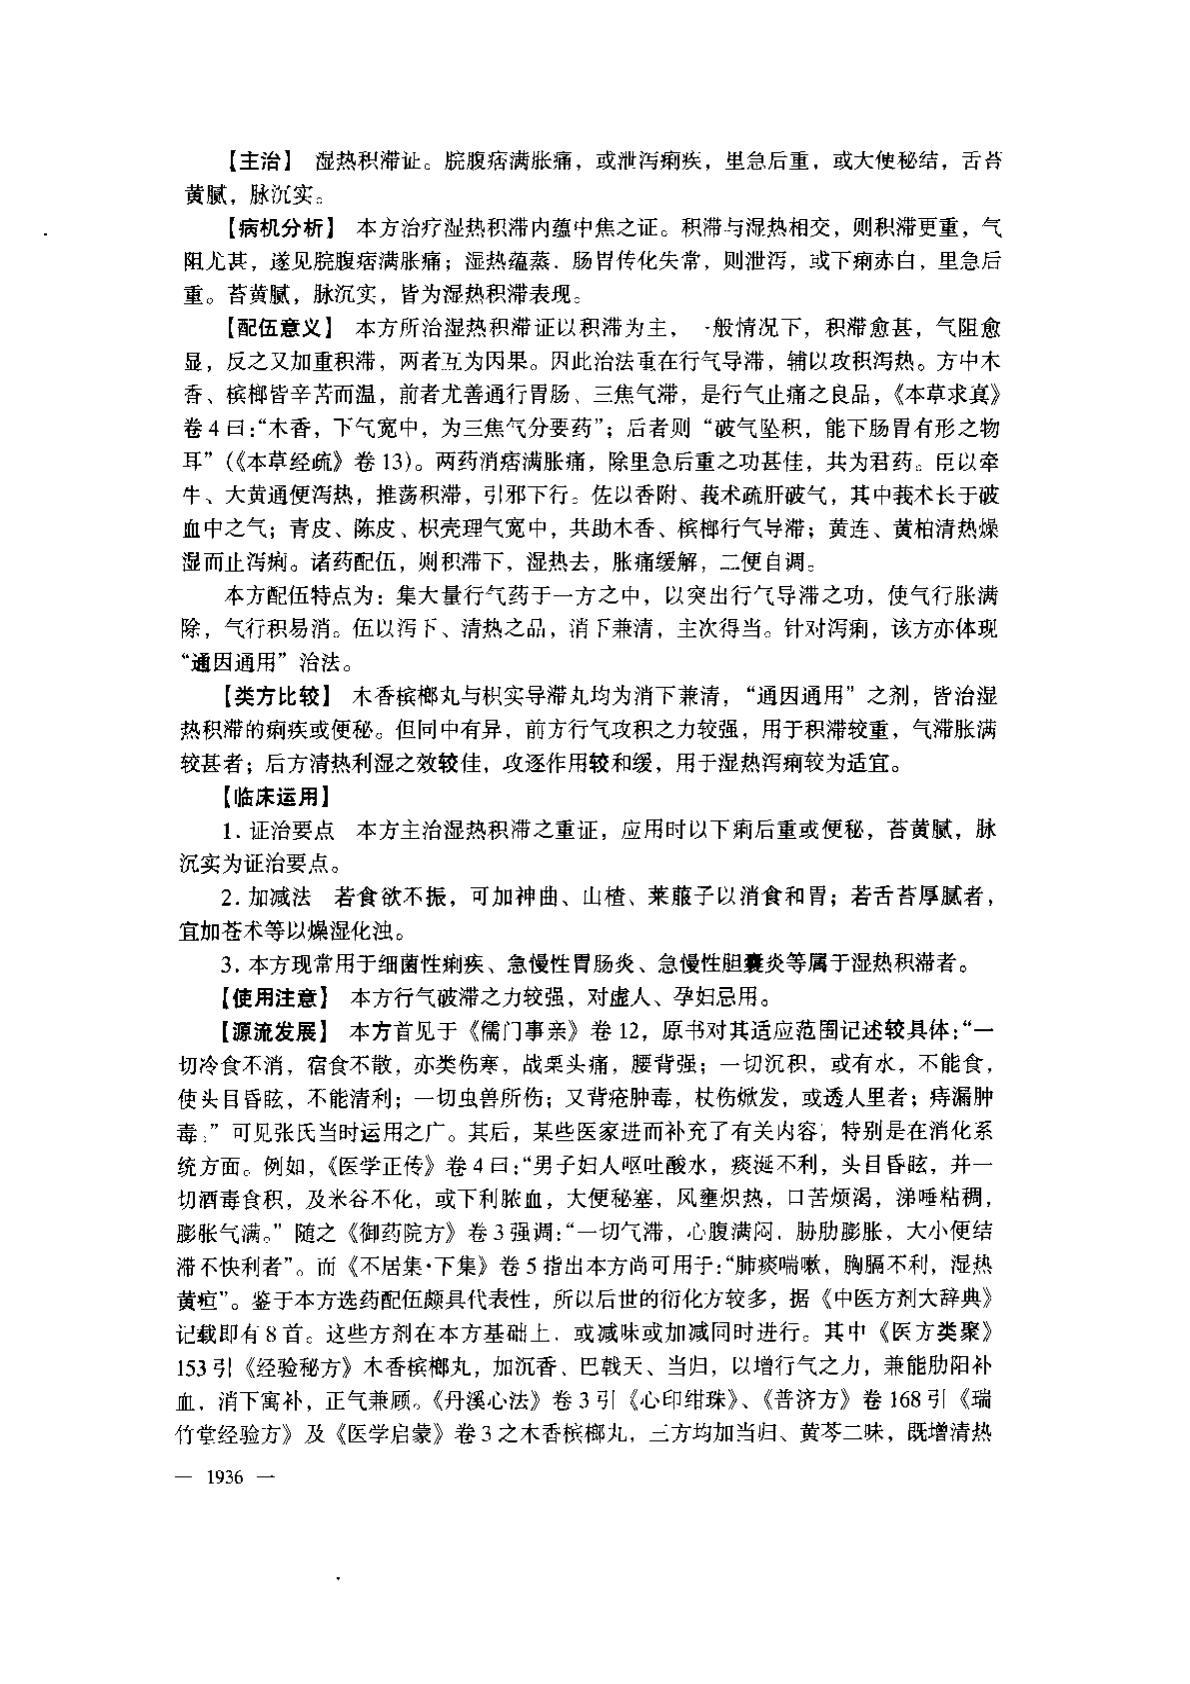 【主治】 湿热积滞证。脘腹痞满胀痛，或泄泻痢疾，里急后重，或大便秘结，舌苔
黄腻，脉沉实。
【病机分析】 本方治疗湿热积滞内蕴中焦之证。积滞与湿热相交，则积滞更重，气
阻尤甚，遂见脘腹痞满胀痛；湿热蕴蒸，肠胃传化失常，则泄泻，或下痢赤白，里急后
重。苔黄腻，脉沉实，皆为湿热积滞表现。
【配伍意义】 本方所治湿热积滞证以积滞为主，一般情况下，积滞愈甚，气阻愈
显，反之又加重积滞，两者互为因果。因此治法重在行气导滞，辅以攻积泻热。方中木
香、槟榔皆辛苦而温，前者尤善通行胃肠、三焦气滞，是行气止痛之良品，《本草求真》
卷4曰：“木香，下气宽中，为三焦气分要药”；后者则“破气坠积，能下肠胃有形之物
耳”（《本草经疏》卷13）。两药消痞满胀痛，除里急后重之功甚佳，共为君药。臣以牵
牛、大黄通便泻热，推荡积滞，引邪下行。佐以香附、莪术疏肝破气，其中莪术长于破
血中之气；青皮、陈皮、枳壳理气宽中，共助木香、槟榔行气导滞；黄连、黄柏清热燥
湿而止泻痢。诸药配伍，则积滞下，湿热去，胀痛缓解，二便自调。
本方配伍特点为：集大量行气药于一方之中，以突出行气导滞之功，使气行胀满
除，气行积易消。伍以泻下、清热之品，消下兼清，主次得当。针对泻痢，该方亦体现
“通因通用”治法。
【类方比较】 木香槟榔丸与枳实导滞丸均为消下兼清，“通因通用”之剂，皆治湿
热积滞的痢疾或便秘。但同中有异，前方行气攻积之力较强，用于积滞较重，气滞胀满
较甚者；后方清热利湿之效较佳，攻逐作用较和缓，用于湿热泻痢较为适宜。
【临床运用】
1. 证治要点 本方主治湿热积滞之重证，应用时以下痢后重或便秘，苔黄腻，脉
沉实为证治要点。
2. 加减法 若食欲不振，可加神曲、山楂、莱菔子以消食和胃；若舌苔厚腻者，
宜加苍术等以燥湿化浊。
3. 本方现常用于细菌性痢疾、急慢性胃肠炎、急慢性胆囊炎等属于湿热积滞者。
【使用注意】 本方行气破滞之力较强，对虚人、孕妇忌用。
【源流发展】 本方首见于《儒门事亲》卷12，原书对其适应范围记述较具体：“一
切冷食不消，宿食不散，亦类伤寒，战栗头痛，腰背强；一切沉积，或有水，不能食，
使头目昏眩，不能清利；一切虫兽所伤；又背疮肿毒，杖伤焮发，或透入里者；痔漏肿
毒。”可见张氏当时运用之广。其后，某些医家进而补充了有关内容，特别是在消化系
统方面。例如，《医学正传》卷4曰：“男子妇人呕吐酸水，痰涎不利，头目昏眩，并一
切酒毒食积，及米谷不化，或下利脓血，大便秘塞，风壅炽热，口苦烦渴，涕唾粘稠，
膨胀气满。”随之《御药院方》卷3强调：“一切气滞，心腹满闷，胁肋膨胀，大小便结
滞不快利者”。而《不居集·下集》卷5指出本方尚可用于：“肺痰喘嗽，胸膈不利，湿热
黄疸”。鉴于本方选药配伍颇具代表性，所以后世的衍化方较多，据《中医方剂大辞典》
记载即有8首。这些方剂在本方基础上，或减味或加减同时进行。其中《医方类聚》
153引《经验秘方》木香槟榔丸，加沉香、巴戟天、当归，以增行气之力，兼能助阳补
血，消下寓补，正气兼顾。《丹溪心法》卷3引《心印绀珠》、《普济方》卷168引《瑞
竹堂经验方》及《医学启蒙》卷3之木香槟榔丸，三方均加当归、黄芩二味，既增清热
— 1936 —